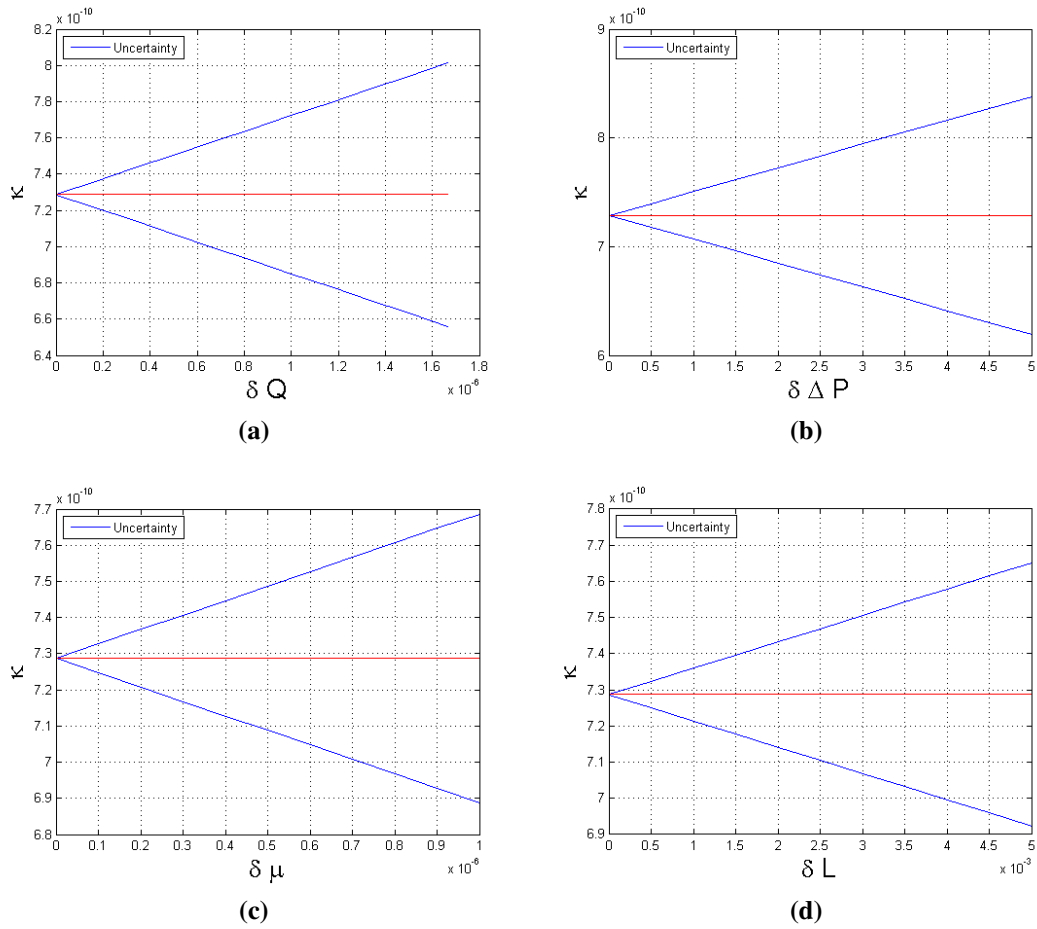 x 10⁻¹⁰
8.2
8
7.8
7.6
7.4
7.2
7
6.8
6.6
6.4
κ
Uncertainty
0 0.2 0.4 0.6 0.8 1 1.2 1.4 1.6 1.8
x 10⁻⁶
δ Q
(a)
x 10⁻¹⁰
9
8
7
6
κ
Uncertainty
0 0.5 1 1.5 2 2.5 3 3.5 4 4.5 5
δ Δ P
(b)
x 10⁻¹⁰
7.7
7.6
7.5
7.4
7.3
7.2
7.1
7
6.9
6.8
κ
Uncertainty
0 0.1 0.2 0.3 0.4 0.5 0.6 0.7 0.8 0.9 1
x 10⁻⁶
δ μ
(c)
x 10⁻¹⁰
7.8
7.7
7.6
7.5
7.4
7.3
7.2
7.1
7
6.9
κ
Uncertainty
0 0.5 1 1.5 2 2.5 3 3.5 4 4.5 5
x 10⁻³
δ L
(d)